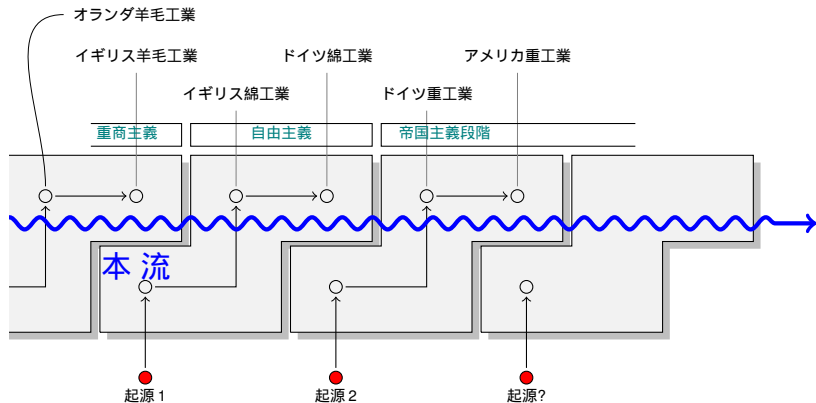 オランダ羊毛工業
イギリス羊毛工業
ドイツ綿工業
アメリカ重工業
イギリス綿工業
ドイツ重工業
重商主義
自由主義
帝国主義段階
本 流
起源1
起源2
起源?